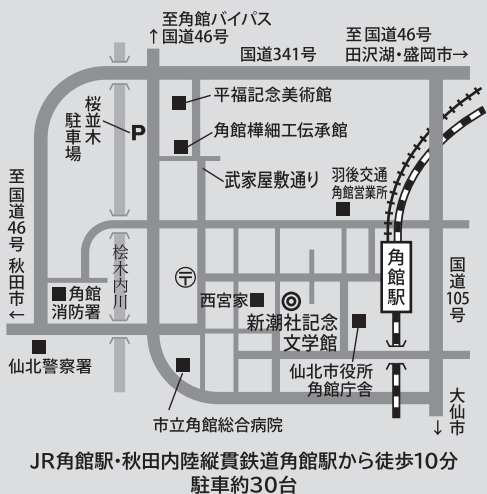 至角館バイパス
↑国道46号
至 国道46号
田沢湖・盛岡市→
国道341号
平福記念美術館
桜並木
駐車場
P
角館樺細工伝承館
武家屋敷通り
羽後交通
角館営業所
至 国道46号 秋田市←
桧木内川
角館駅
国道105号
〒
西宮家
角館
消防署
新潮社記念
文学館
仙北警察署
仙北市役所
角館庁舎
大仙市↓
市立角館総合病院
JR角館駅・秋田内陸縦貫鉄道角館駅から徒歩10分
駐車約30台